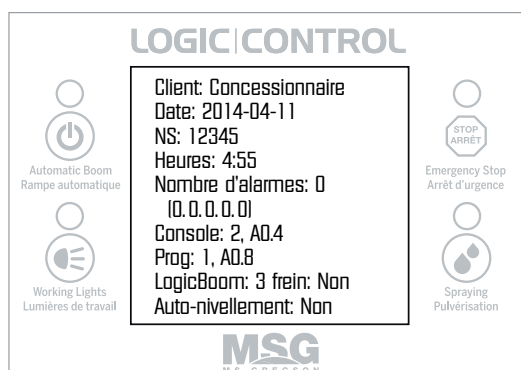 LOGIC CONTROL
Client: Concessionnaire
Date: 2014-04-11
NS: 12345
Heures: 4:55
Nombre d'alarmes: 0
(0.0.0.0.0)
Console: 2, A0.4
Prog: 1, A0.8
LogicBoom: 3 frein: Non
Auto-nivellement: Non
Automatic Boom
Rampe automatique
Working Lights
Lumières de travail
STOP
ARRÊT
Emergency Stop
Arrêt d'urgence
Spraying
Pulvérisation
MSG
MS GREGSON